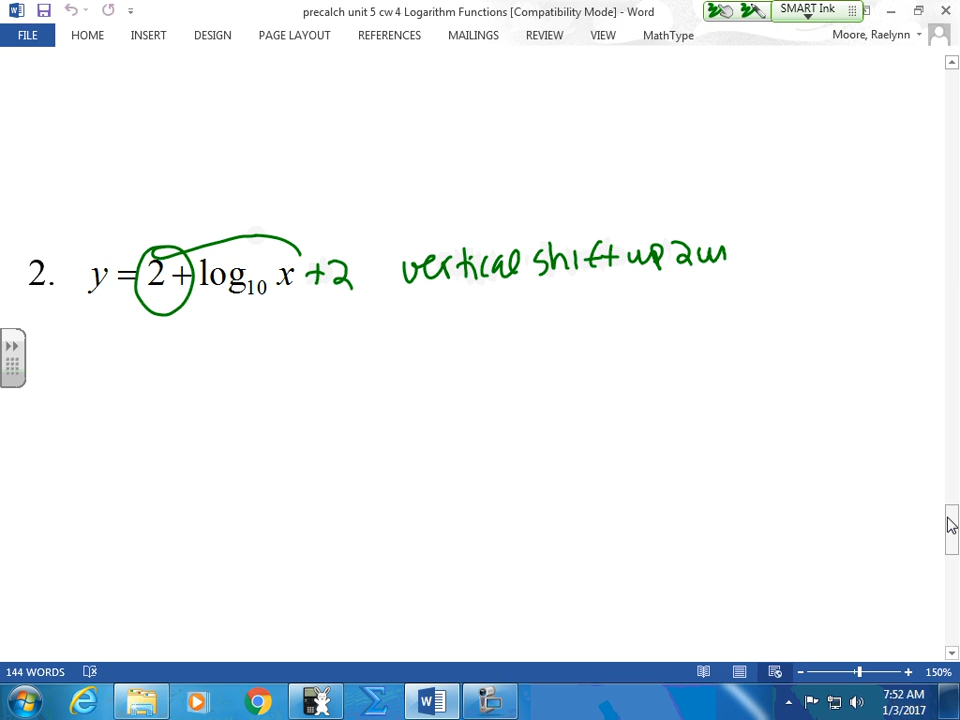 precalch unit 5 cw 4 Logarithm Functions [Compatibility Mode] - Word
SMART Ink
FILE HOME INSERT DESIGN PAGE LAYOUT REFERENCES MAILINGS REVIEW VIEW MathType Moore, Raelynn
2. y = 2 + log₁₀ x +2 vertical shift up 2 un
144 WORDS 150%
7:52 AM
1/3/2017